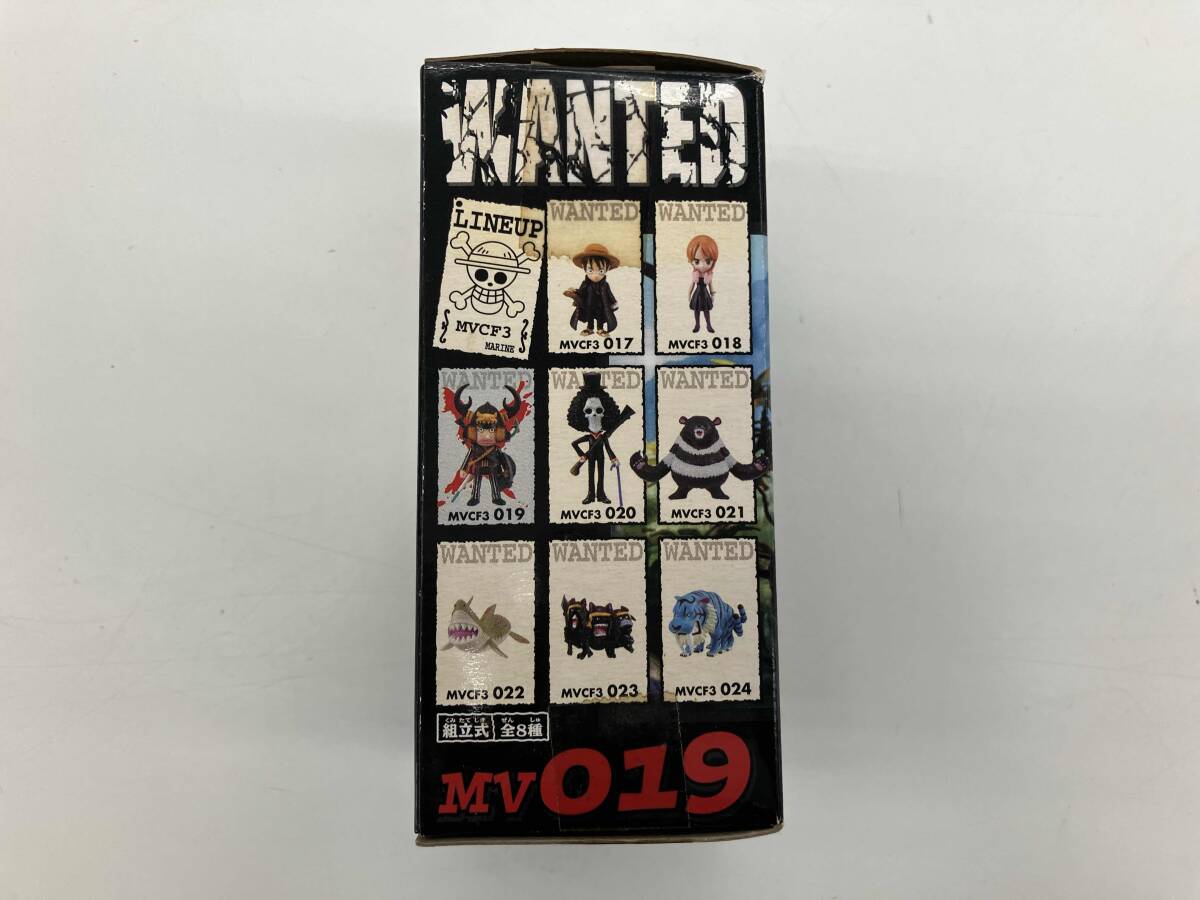 WANTED
LINEUP
MVCF3
MARINE
WANTED
MVCF3 017
WANTED
MVCF3 018
WANTED
MVCF3 019
WANTED
MVCF3 020
WANTED
MVCF3 021
WANTED
MVCF3 022
WANTED
MVCF3 023
WANTED
MVCF3 024
くみ たて しき ぜん しゅ
組立式 全8種
MV019